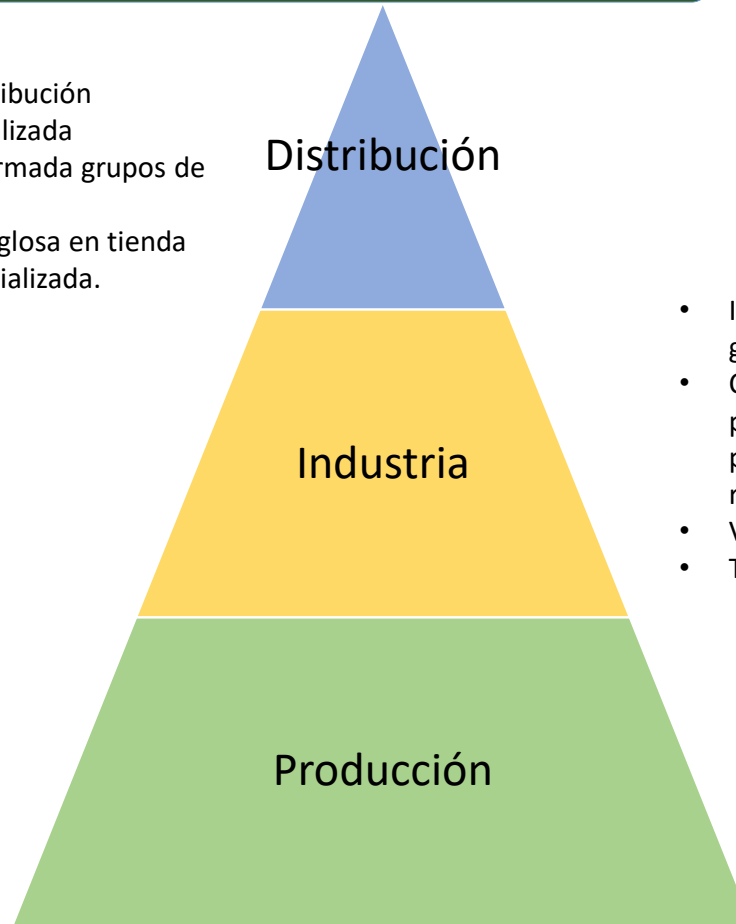 ibución
lizada
rmada grupos de
glosa en tienda
ializada.
Distribución
•
•
•
•
Industria
Producción